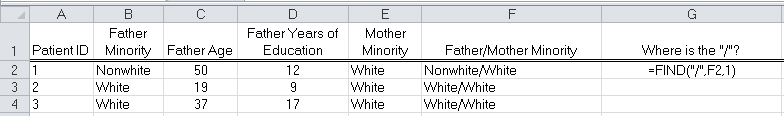 A B C D E F G
Father Father Years of Mother
1 Patient ID Minority Father Age Education Minority Father/Mother Minority Where is the "/"?
2 1 Nonwhite 50 12 White Nonwhite/White =FIND("/",F2,1)
3 2 White 19 9 White White/White
4 3 White 37 17 White White/White